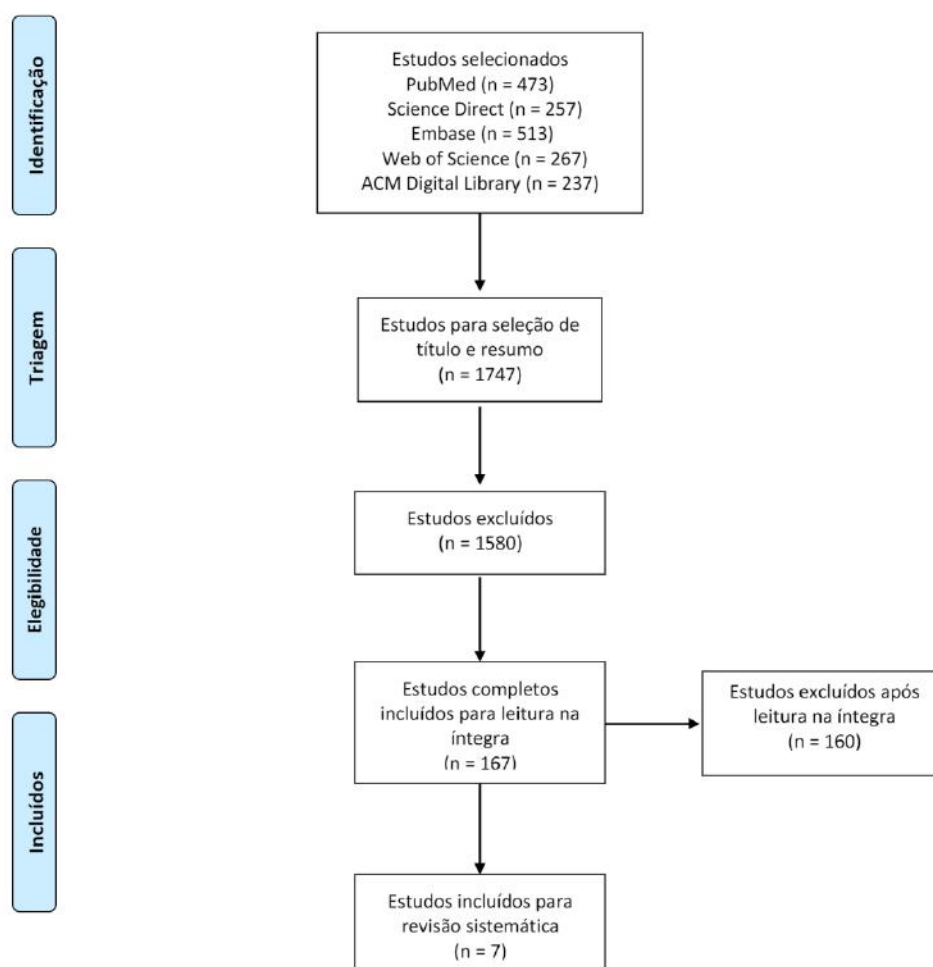 Identificação
Estudos selecionados
PubMed (n = 473)
Science Direct (n = 257)
Embase (n = 513)
Web of Science (n = 267)
ACM Digital Library (n = 237)
Triagem
Estudos para seleção de
título e resumo
(n = 1747)
Elegibilidade
Estudos excluídos
(n = 1580)
Estudos completos
incluídos para leitura na
íntegra
(n = 167)
Estudos excluídos após
leitura na íntegra
(n = 160)
Incluídos
Estudos incluídos para
revisão sistemática
(n = 7)